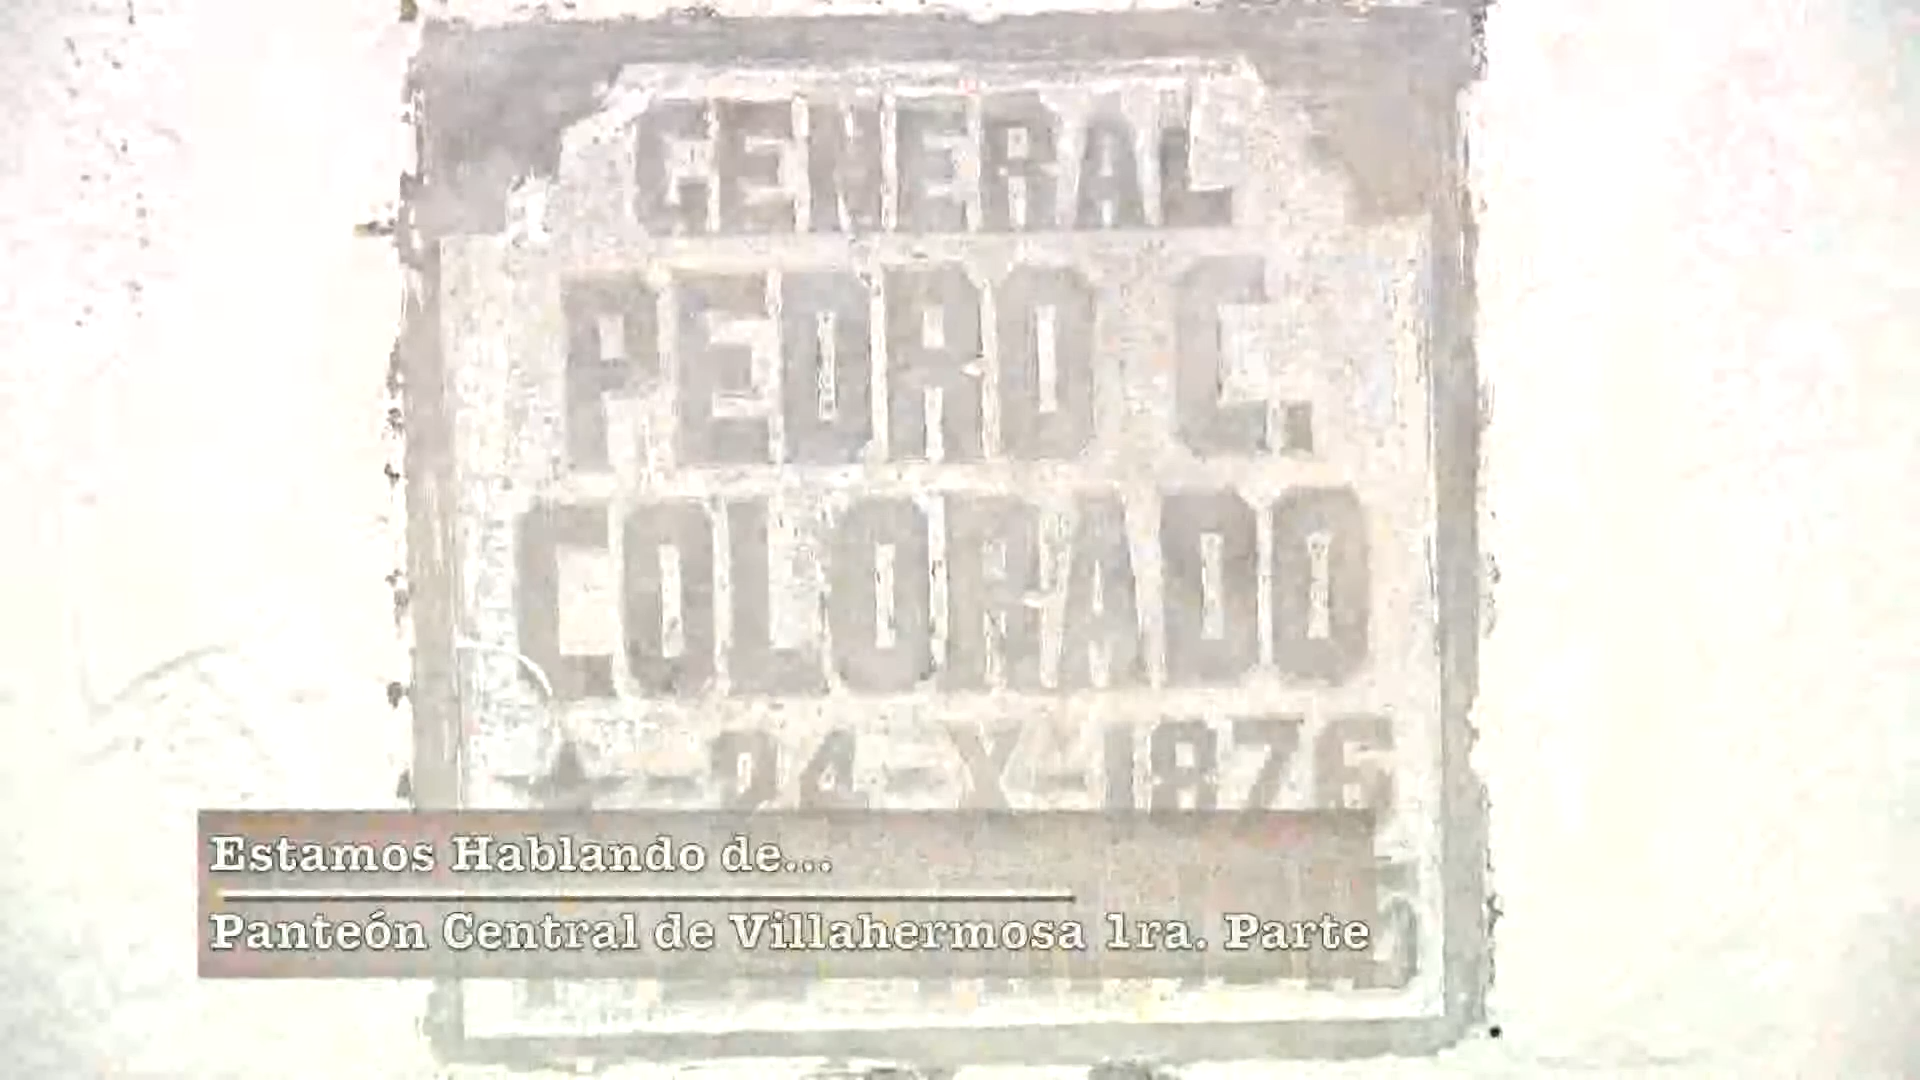 GENERAL
PEDRO C.
COLORADO
★-24-X-1876
Estamos Hablando de...
Panteón Central de Villahermosa 1ra. Parte